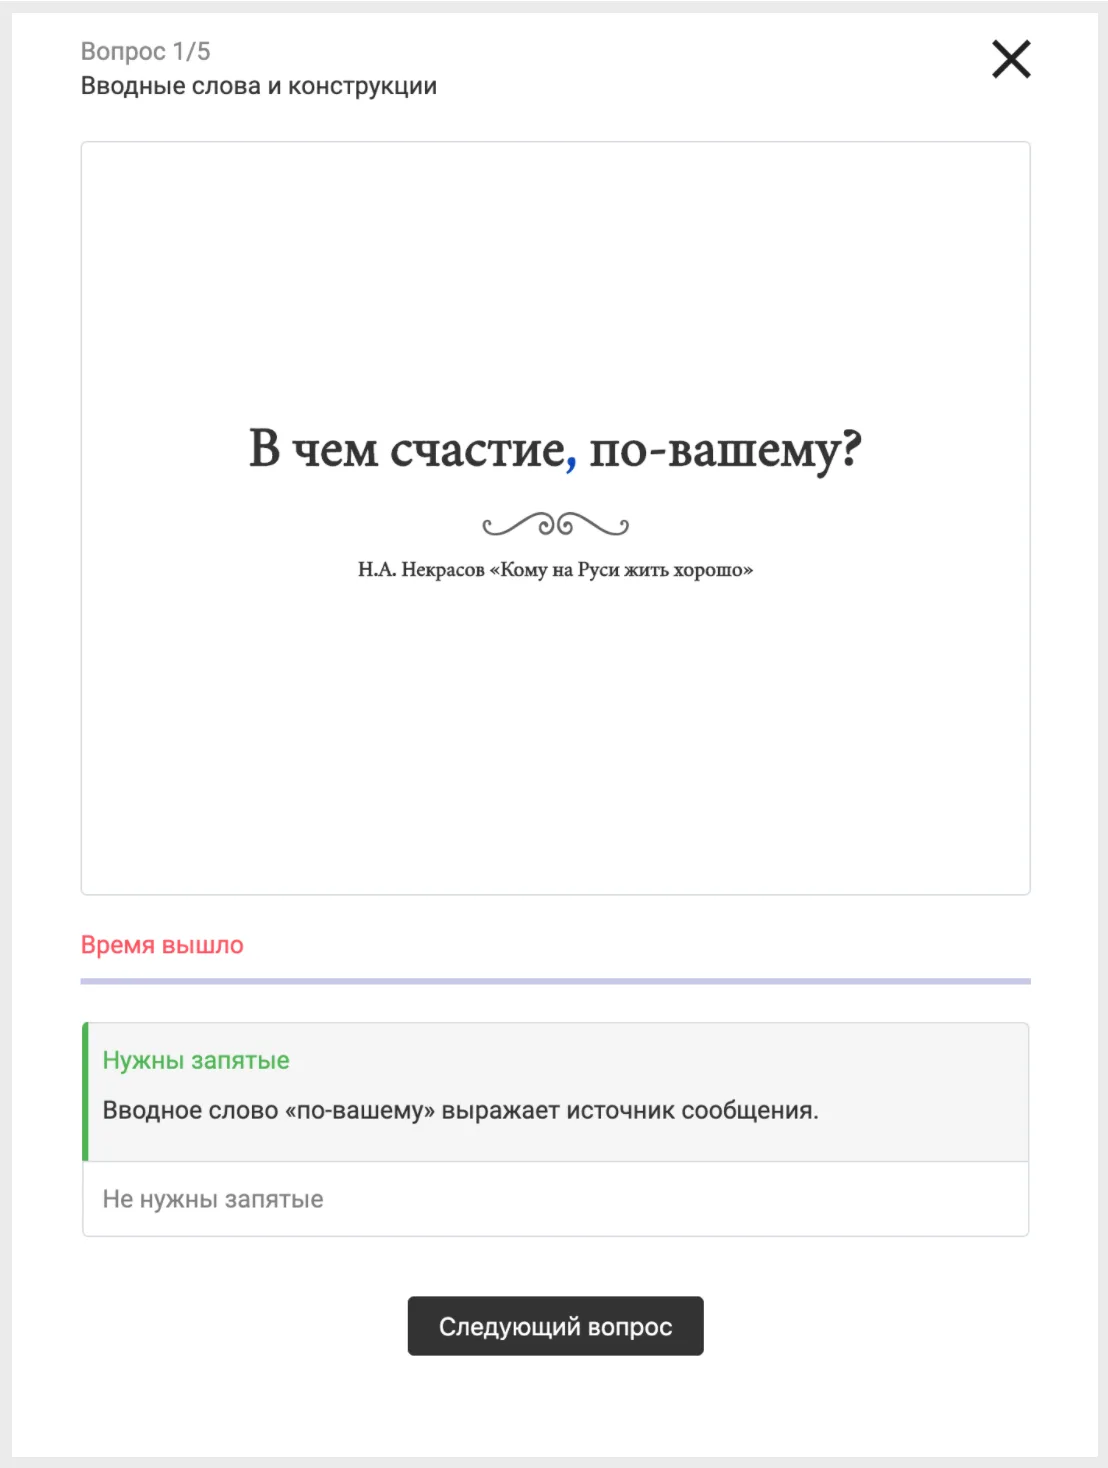 Вопрос 1/5
Вводные слова и конструкции
В чем счастие, по-вашему?
Н.А. Некрасов «Кому на Руси жить хорошо»
Время вышло
Нужны запятые
Вводное слово «по-вашему» выражает источник сообщения.
Не нужны запятые
Следующий вопрос